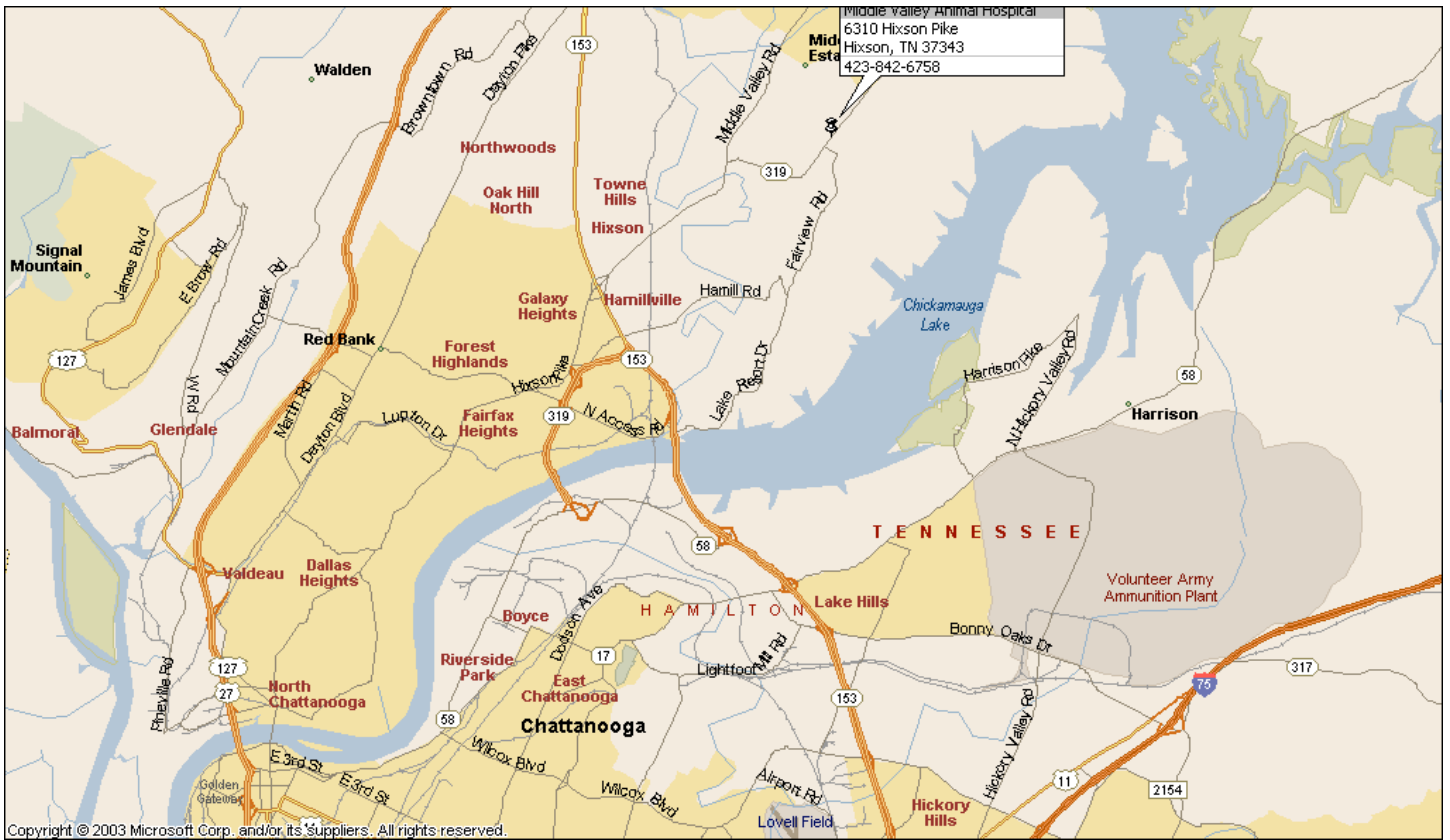 Middle Valley Animal Hospital
6310 Hixson Pike
Hixson, TN 37343
423-842-6758
153
Walden
Browntown Rd
Dayton Pike
Middle Valley Rd
Northwoods
Oak Hill
North
Towne
Hills
Hixson
319
Fairview Rd
Signal
Mountain
James Blvd
E Brow Rd
Mountain Creek Rd
Galaxy
Heights
Hamillville
Hamill Rd
Chickamauga
Lake
Red Bank
127
Forest
Highlands
Hixson Pike
153
Lake Resort Dr
Harrison Pike
N Hickory Valley Rd
58
Harrison
W Rd
Balmoral
Glendale
Dayton Blvd
Lupton Dr
Fairfax
Heights
319
N Access Rd
TENNESSEE
58
Valdeau
Dallas
Heights
Boyce
Dodson Ave
HAMILTON
Lake Hills
Volunteer Army
Ammunition Plant
Bonny Oaks Dr
Riverside
Park
17
Lightfoot Mill Rd
East
Chattanooga
127
27
North
Chattanooga
Pineville Rd
58
Chattanooga
153
Hickory Valley Rd
75
317
E 3rd St
E 3rd St
Wilcox Blvd
Wilcox Blvd
Airport Rd
11
2154
Golden
Gateway
Lovell Field
Hickory
Hills
Copyright © 2003 Microsoft Corp. and/or its suppliers. All rights reserved.